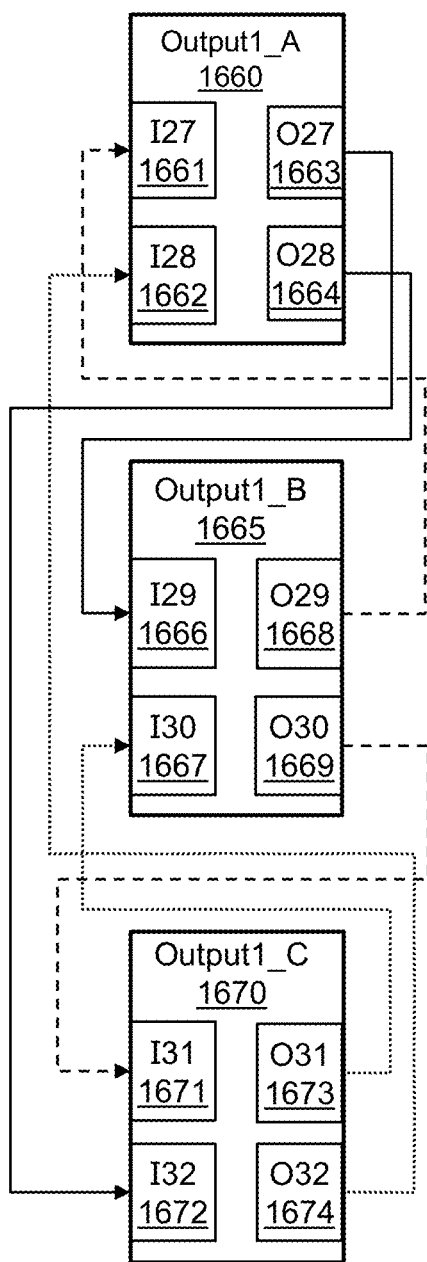 Output1_A
1660
I27
1661
O27
1663
I28
1662
O28
1664
Output1_B
1665
I29
1666
O29
1668
I30
1667
O30
1669
Output1_C
1670
I31
1671
O31
1673
I32
1672
O32
1674